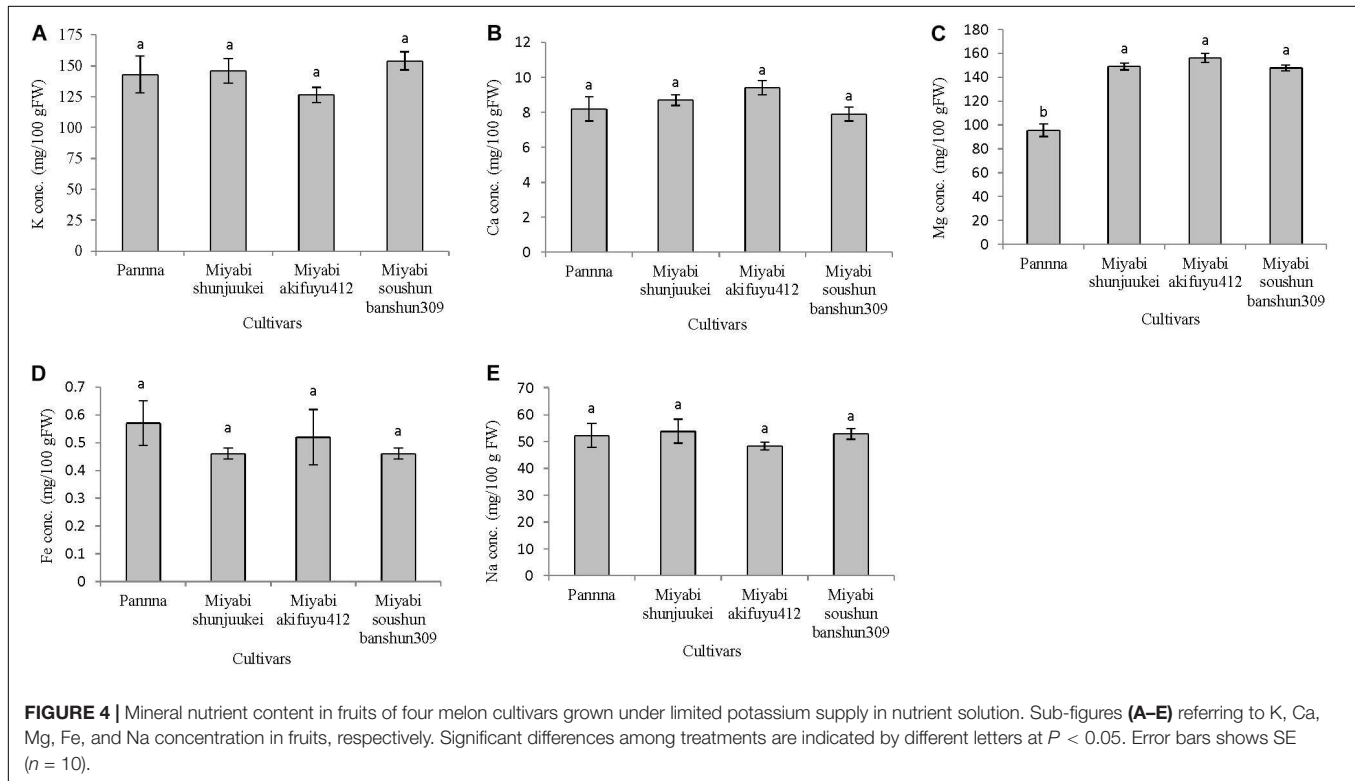 A
175
150
125
100
75
50
25
0
K conc. (mg/100 gFW)
a
a
a
a
Pannna
Miyabi
shunjuukei
Miyabi
akifuyu412
Miyabi
soushun
banshun309
Cultivars
B
12
10
8
6
4
2
0
Ca conc. (mg/100 gFW)
a
a
a
a
Pannna
Miyabi
shunjuukei
Miyabi
akifuyu412
Miyabi
soushun
banshun309
Cultivars
C
180
160
140
120
100
80
60
40
20
0
Mg conc. (mg/100 gFW)
b
a
a
a
Pannna
Miyabi
shunjuukei
Miyabi
akifuyu412
Miyabi
soushun
banshun309
Cultivars
D
0.7
0.6
0.5
0.4
0.3
0.2
0.1
0
Fe conc. (mg/100 gFW)
a
a
a
a
Pannna
Miyabi
shunjuukei
Miyabi
akifuyu412
Miyabi
soushun
banshun309
Cultivars
E
70
60
50
40
30
20
10
0
Na conc. (mg/100 g FW)
a
a
a
a
Pannna
Miyabi
shunjuukei
Miyabi
akifuyu412
Miyabi
soushun
banshun309
Cultivars
FIGURE 4 | Mineral nutrient content in fruits of four melon cultivars grown under limited potassium supply in nutrient solution. Sub-figures (A–E) referring to K, Ca,
Mg, Fe, and Na concentration in fruits, respectively. Significant differences among treatments are indicated by different letters at P < 0.05. Error bars shows SE
(n = 10).